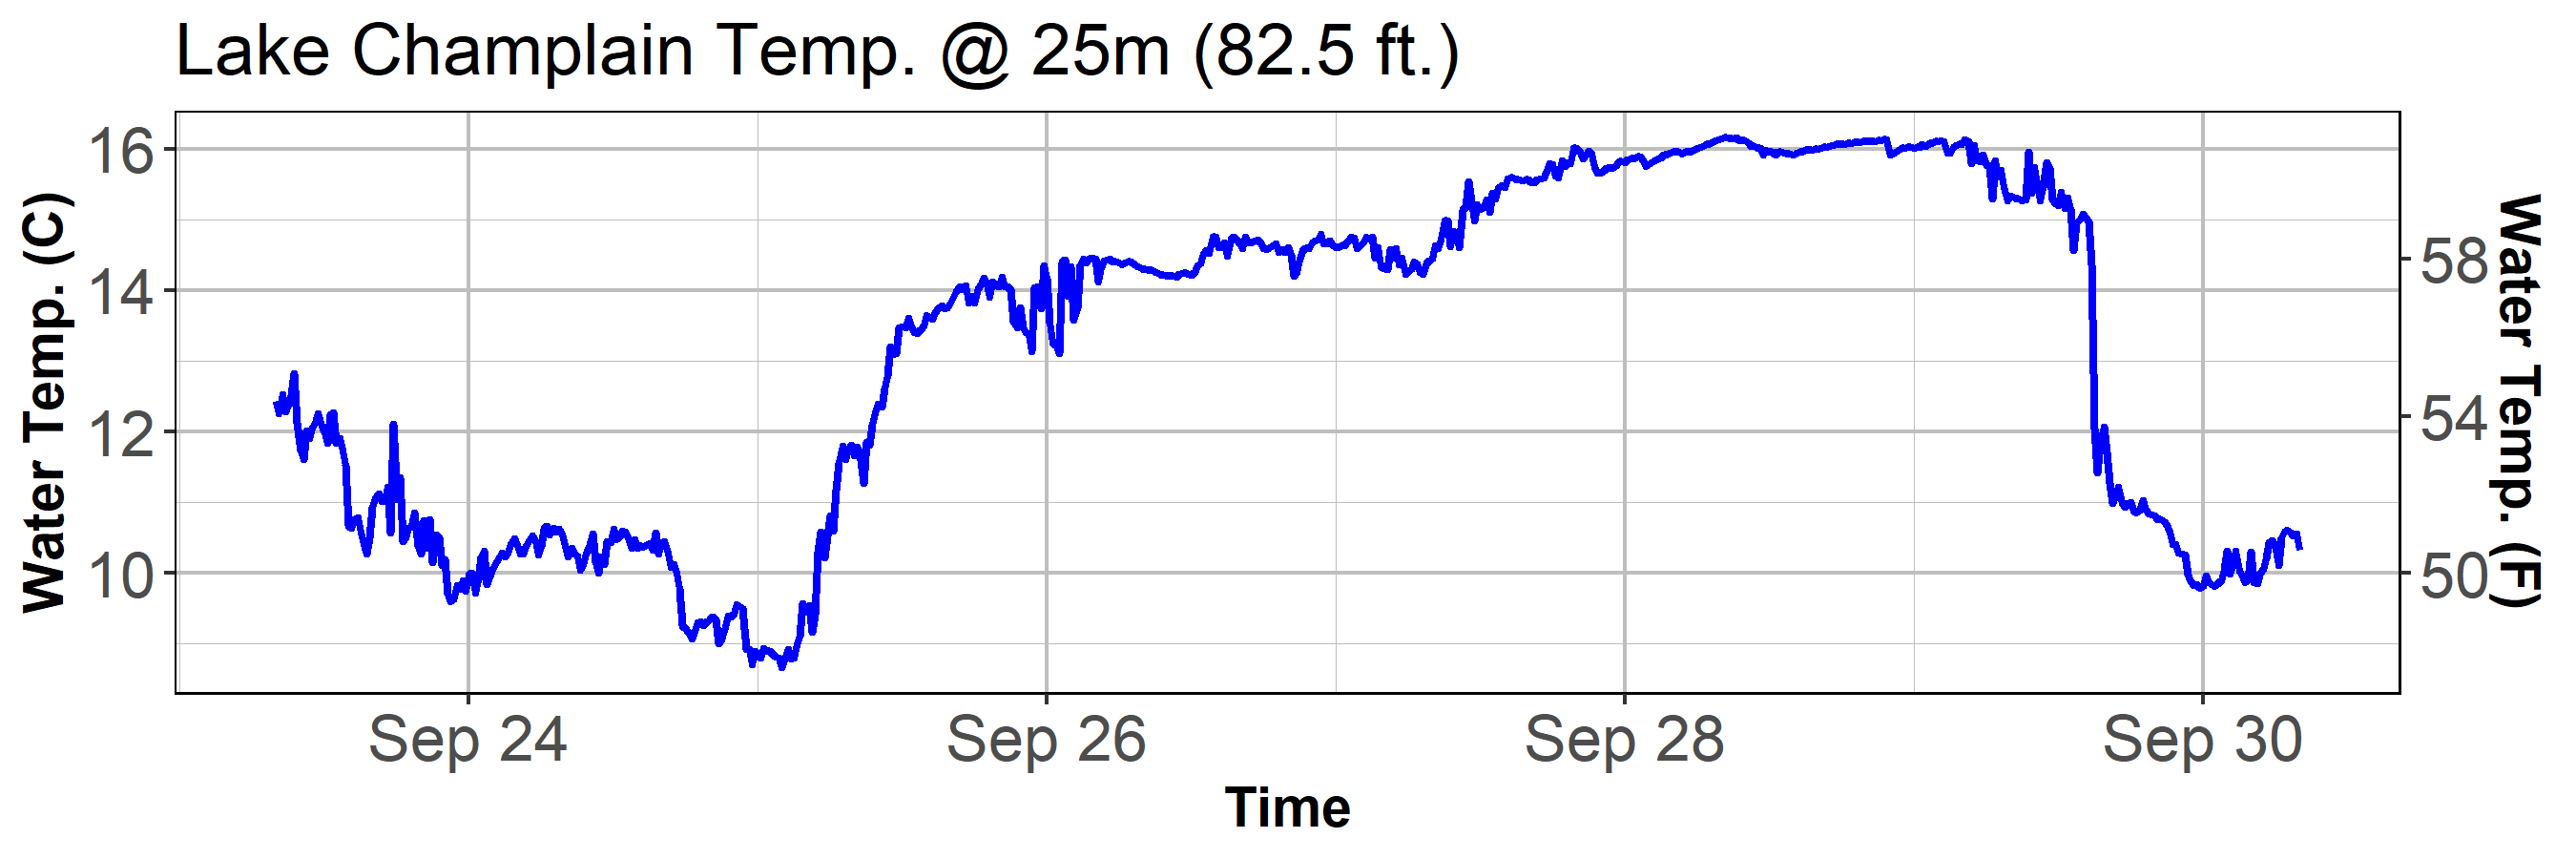 Lake Champlain Temp. @ 25m (82.5 ft.)
Water Temp. (C)
16
14
12
10
58
54
50
Water Temp. (F)
Sep 24
Sep 26
Sep 28
Sep 30
Time